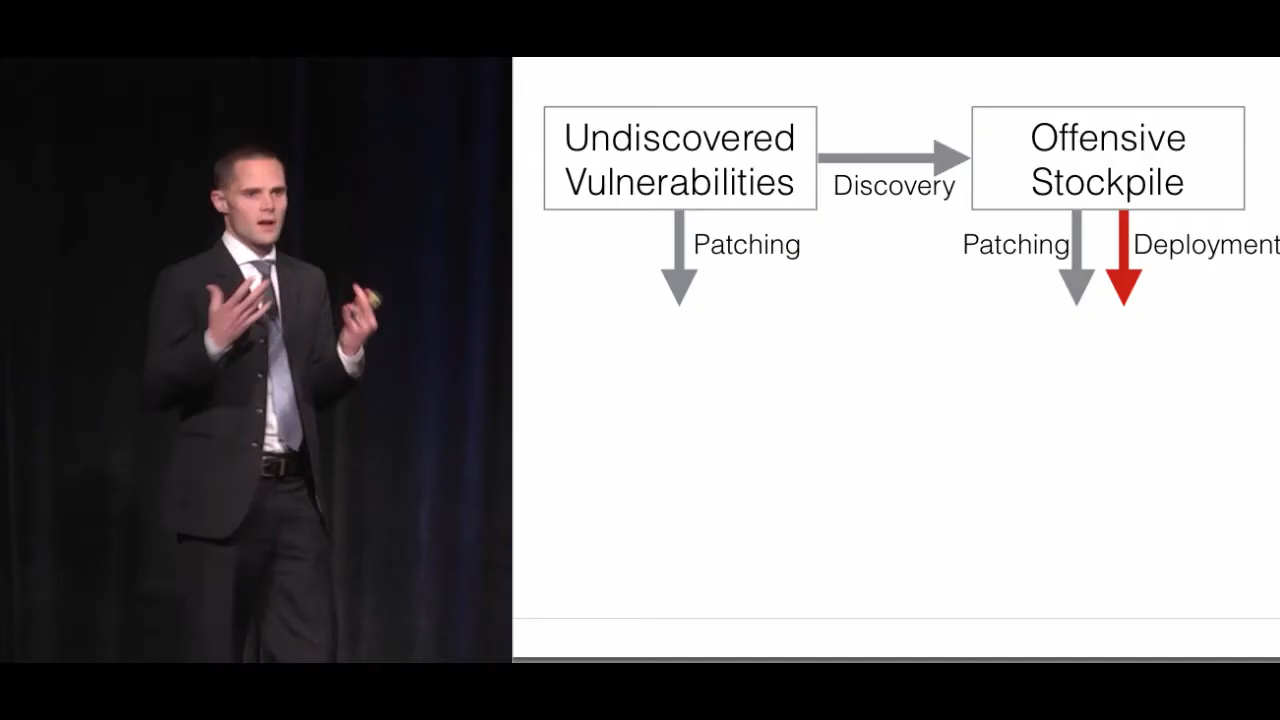 Undiscovered
Vulnerabilities
Discovery
Offensive
Stockpile
Patching
Patching
Deployment